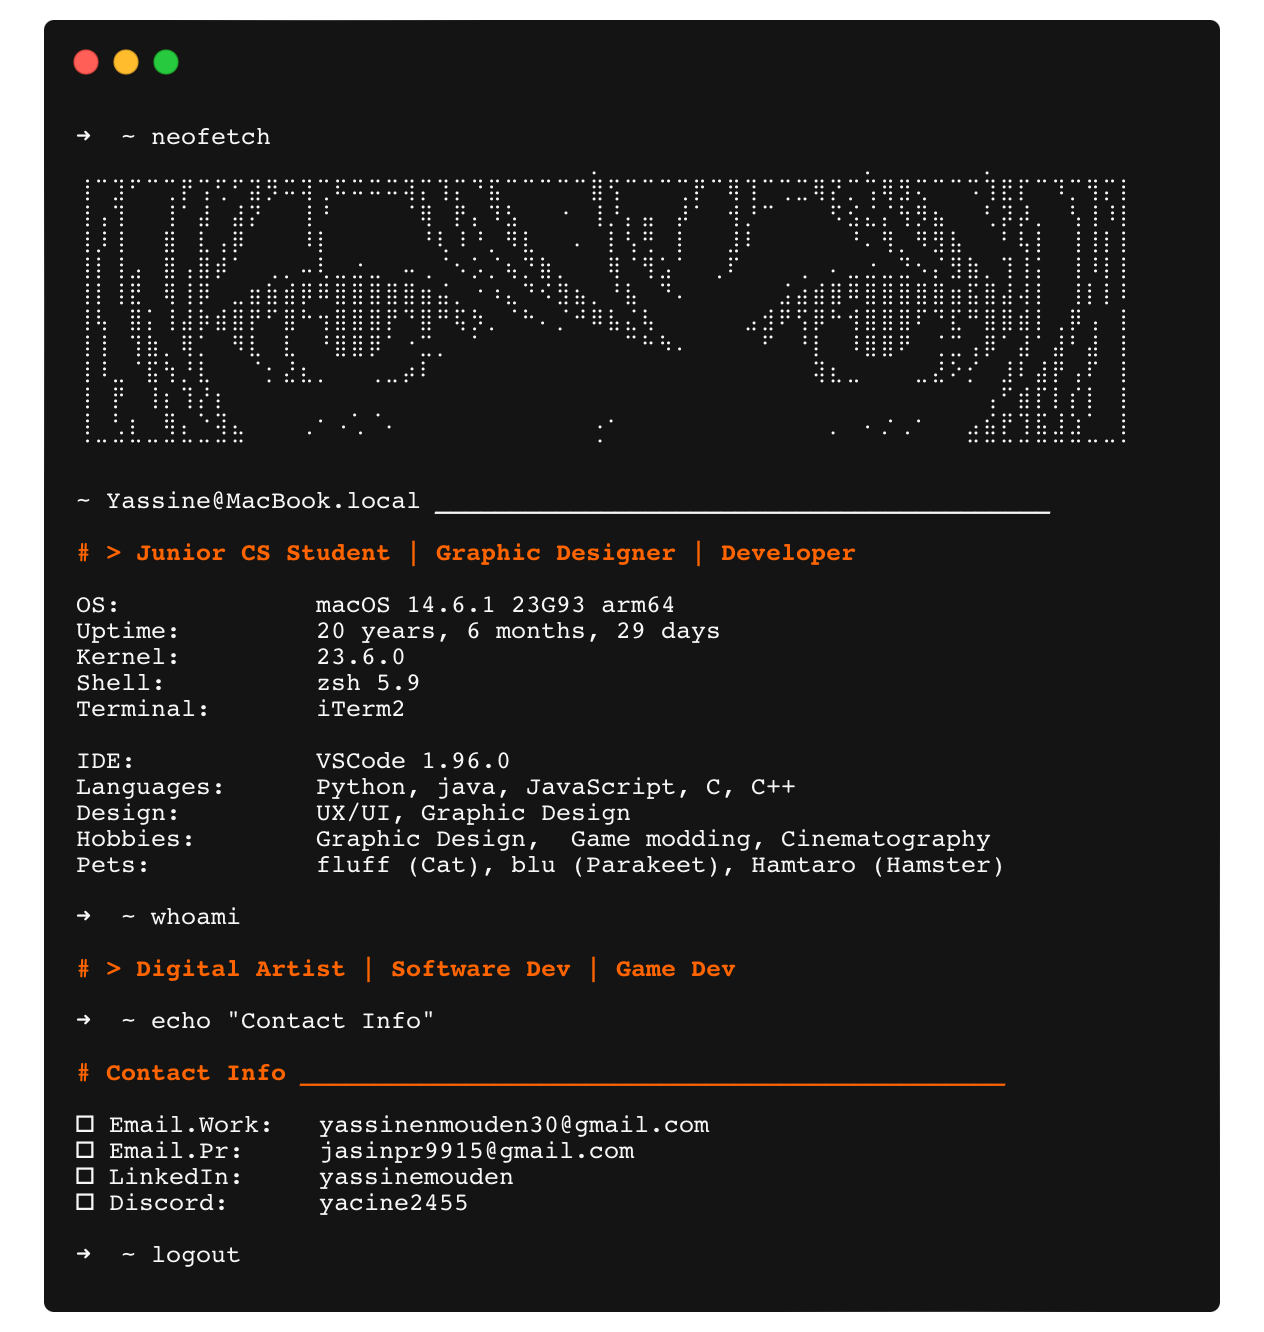 ➜  ~ neofetch
~ Yassine@MacBook.local _________________________________________
# > Junior CS Student | Graphic Designer | Developer
OS: macOS 14.6.1 23G93 arm64
Uptime: 20 years, 6 months, 29 days
Kernel: 23.6.0
Shell: zsh 5.9
Terminal: iTerm2
IDE: VSCode 1.96.0
Languages: Python, java, JavaScript, C, C++
Design: UX/UI, Graphic Design
Hobbies: Graphic Design,  Game modding, Cinematography
Pets: fluff (Cat), blu (Parakeet), Hamtaro (Hamster)
➜  ~ whoami
# > Digital Artist | Software Dev | Game Dev
➜  ~ echo "Contact Info"
# Contact Info _______________________________________________
☐ Email.Work: yassinenmouden30@gmail.com
☐ Email.Pr: jasinpr9915@gmail.com
☐ LinkedIn: yassinemouden
☐ Discord: yacine2455
➜  ~ logout